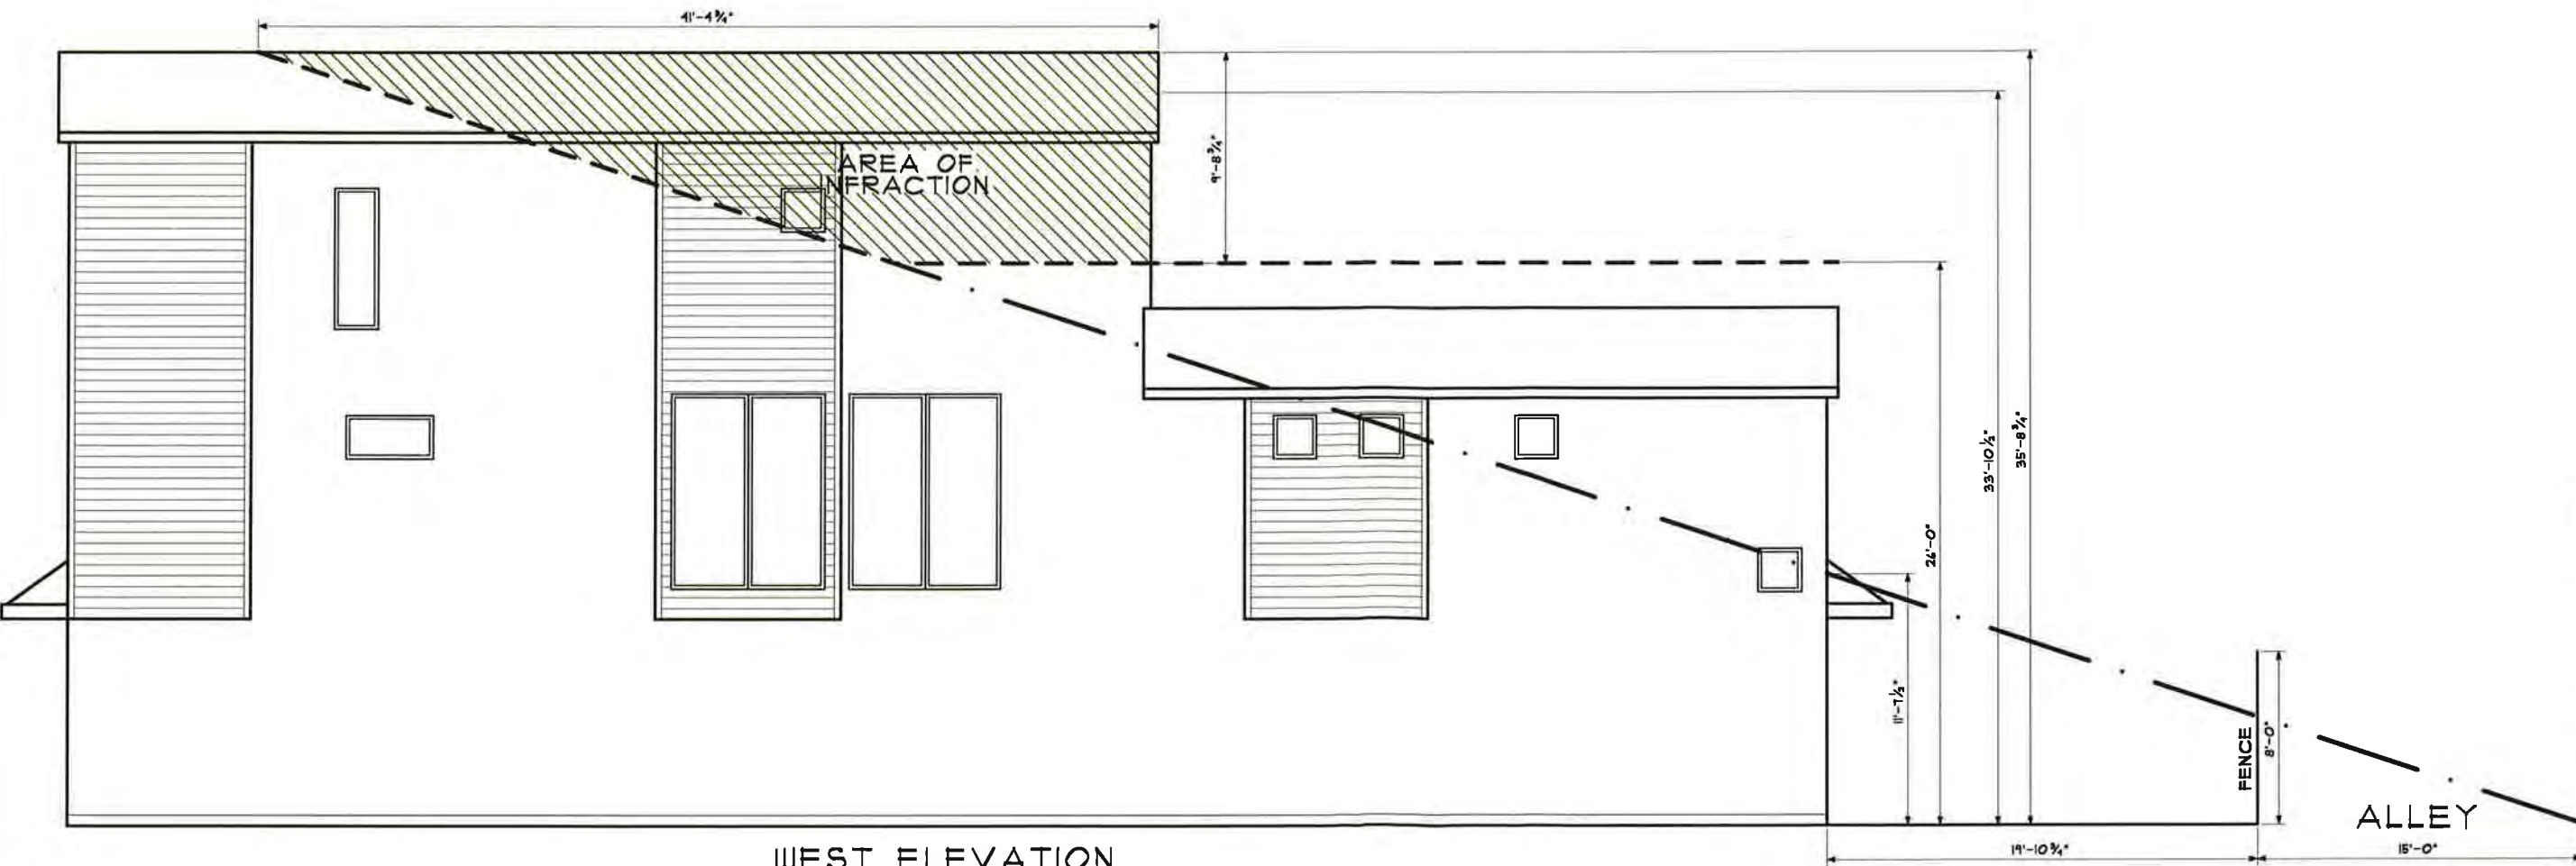 41'-4¾"
9'-8¾"
AREA OF
INFRACTION
35'-8¾"
33'-10½"
26'-0"
11'-7½"
FENCE
8'-0"
ALLEY
WEST ELEVATION
19'-10¾"
15'-0"